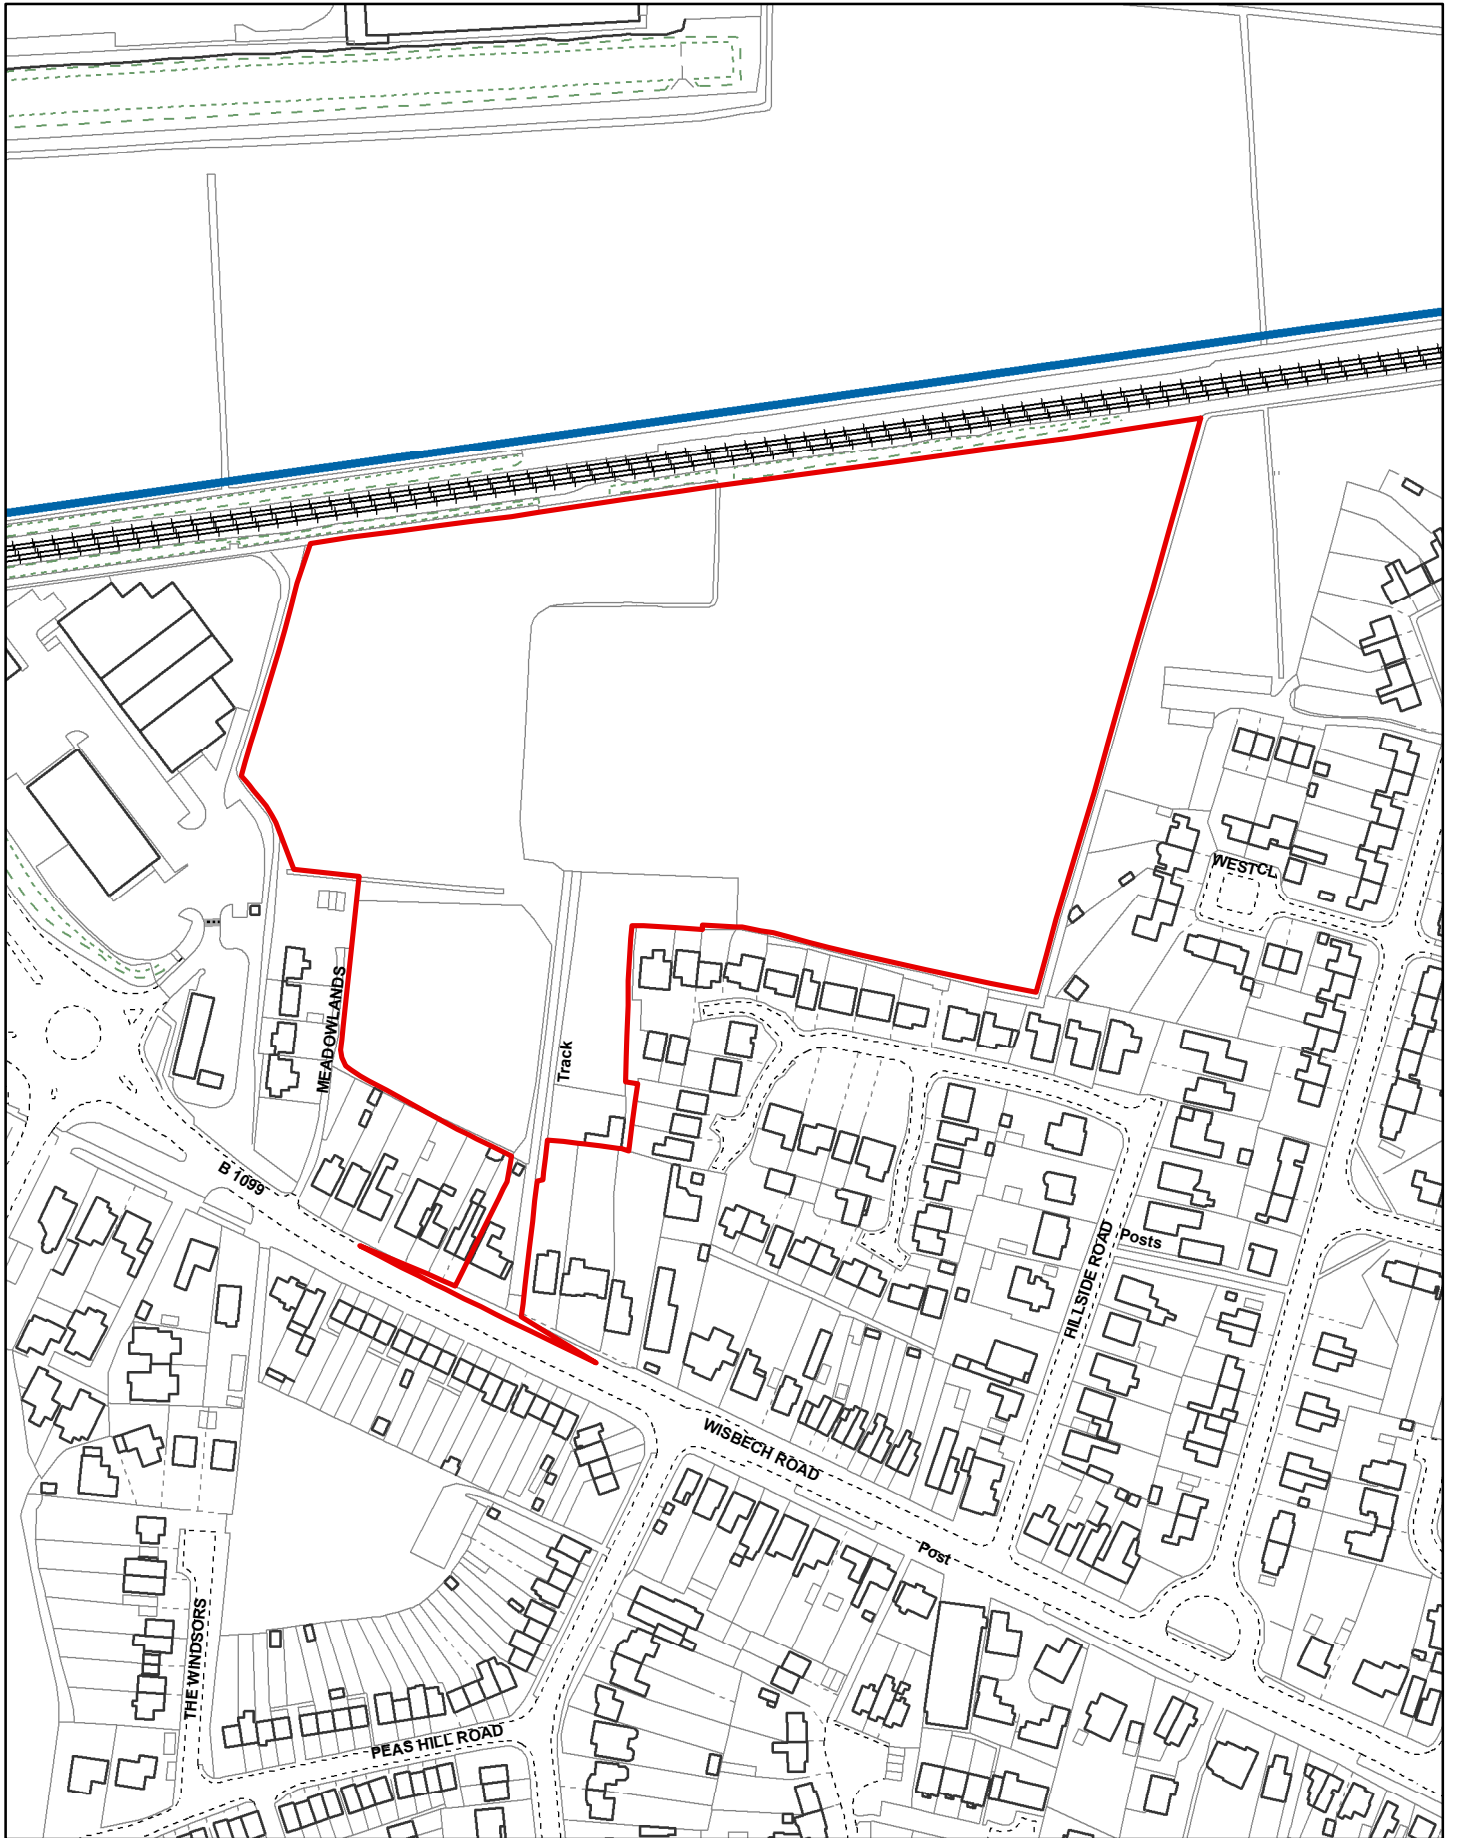 WESTCL
MEADOWLANDS
Track
B 1099
HILLSIDE ROAD
Posts
WISBECH ROAD
Post
THE WINDSORS
PEAS HILL ROAD